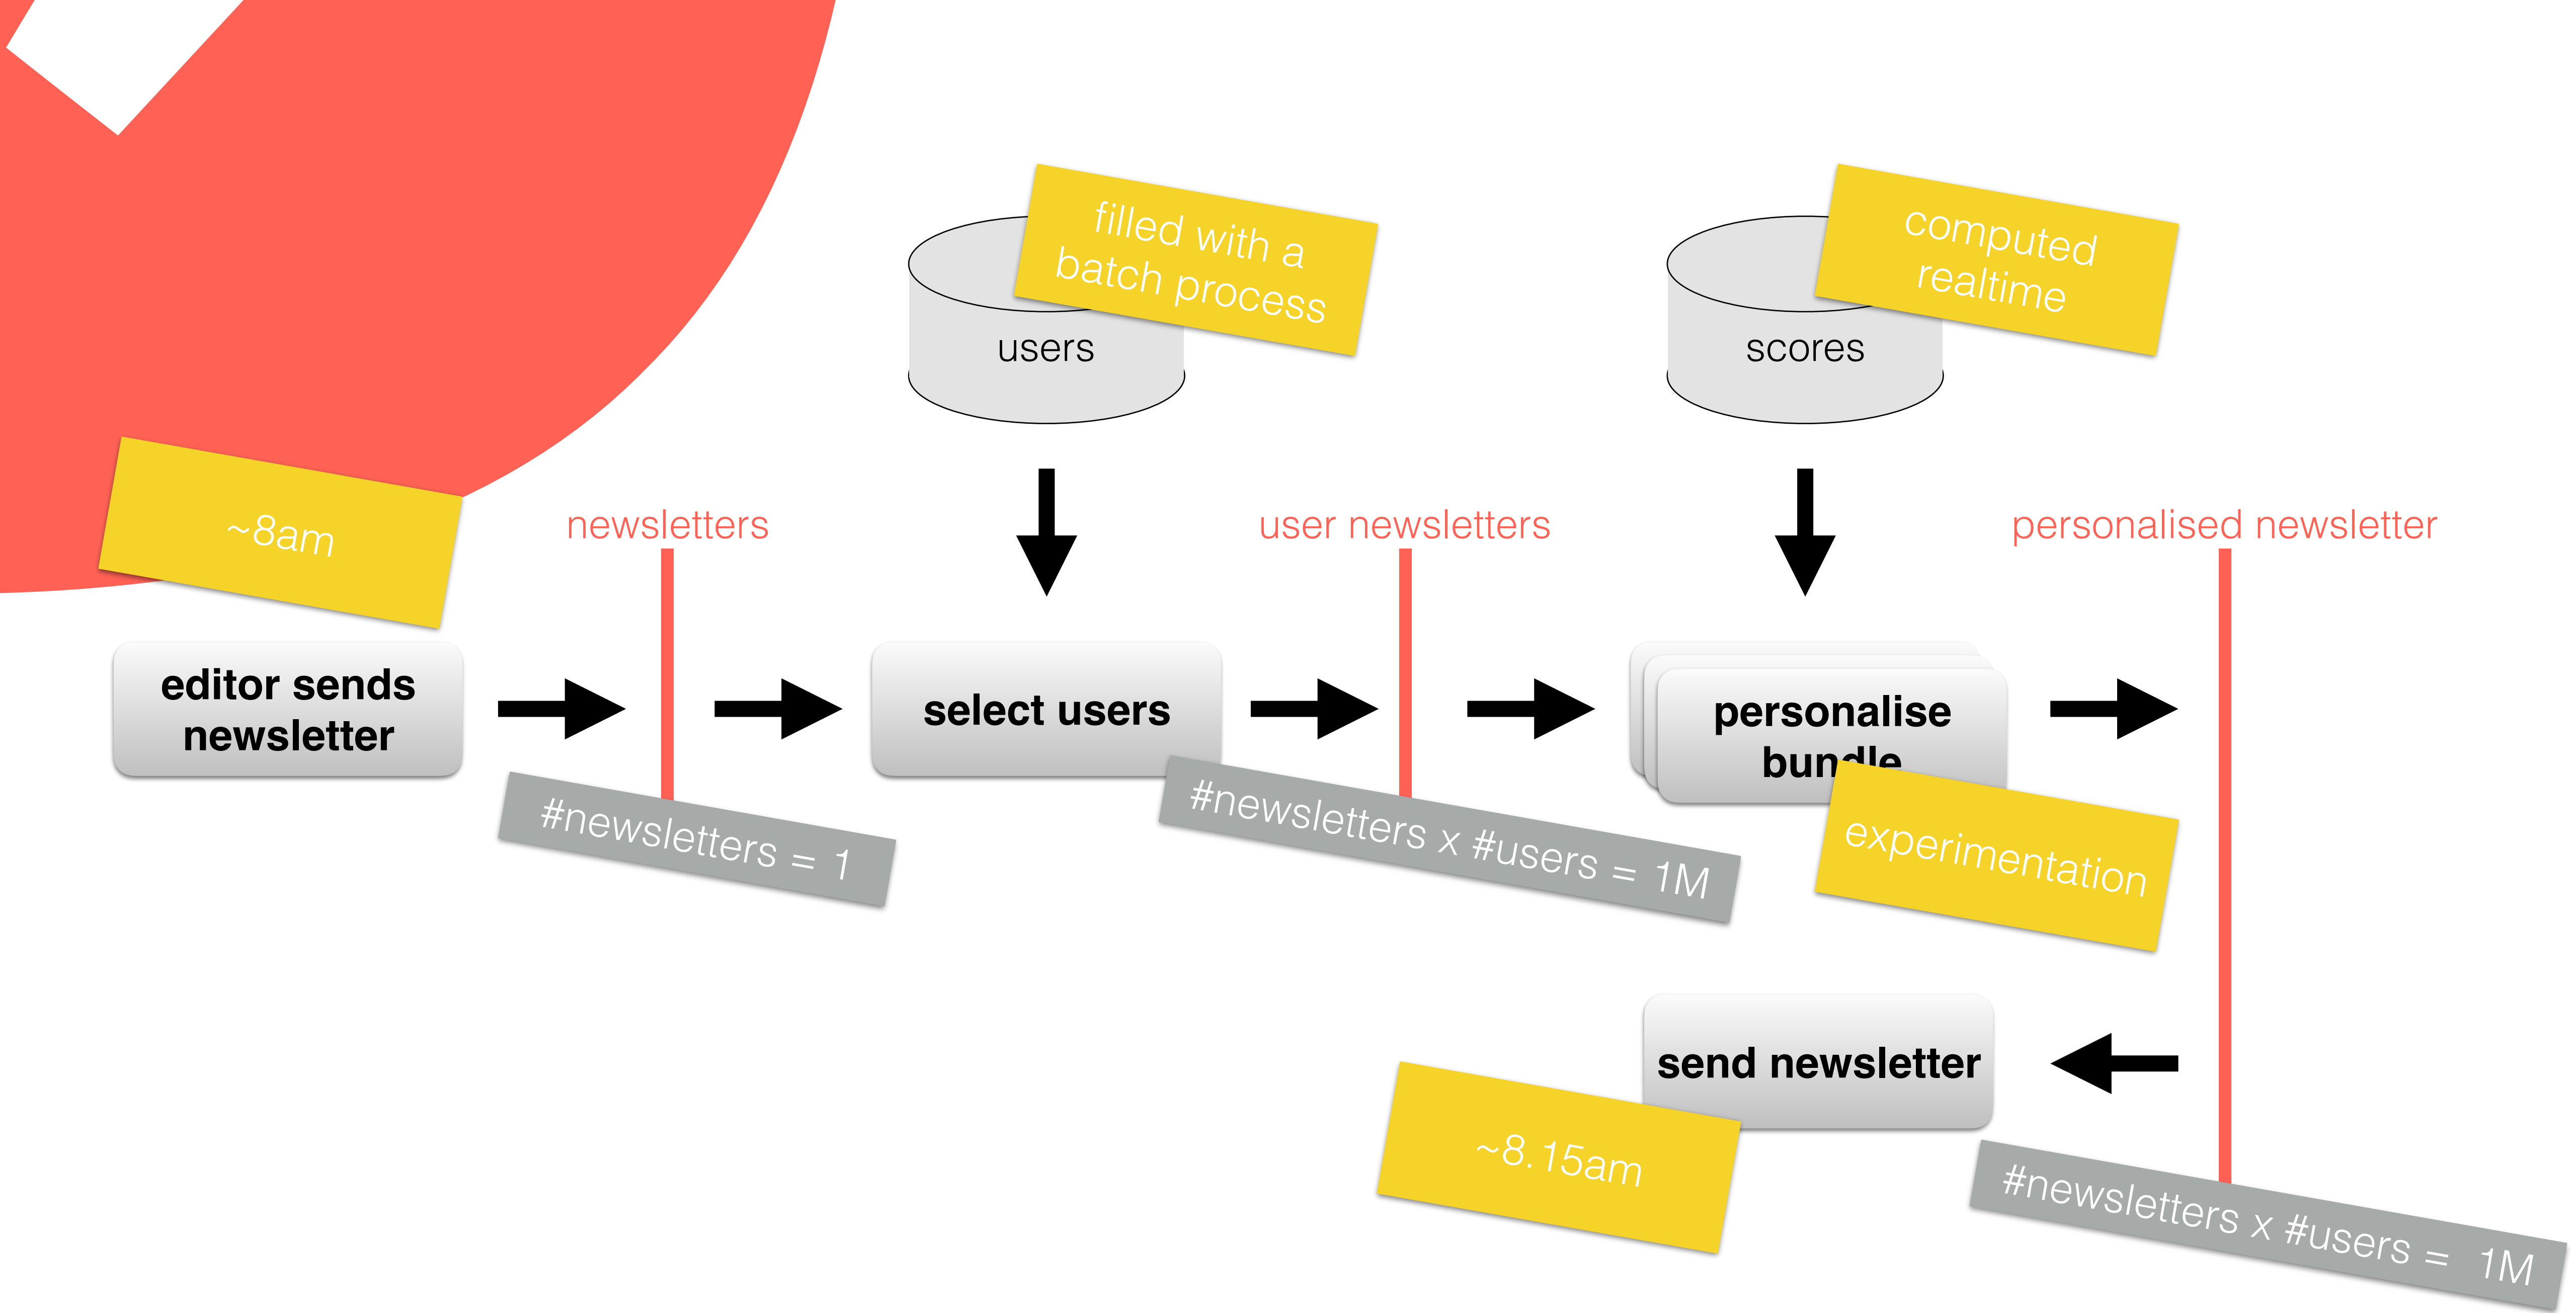 filled with a
batch process
users
computed
realtime
scores
~8am
newsletters
user newsletters
personalised newsletter
editor sends
newsletter
select users
personalise
bundle
#newsletters = 1
#newsletters x #users = 1M
experimentation
send newsletter
~8.15am
#newsletters x #users = 1M